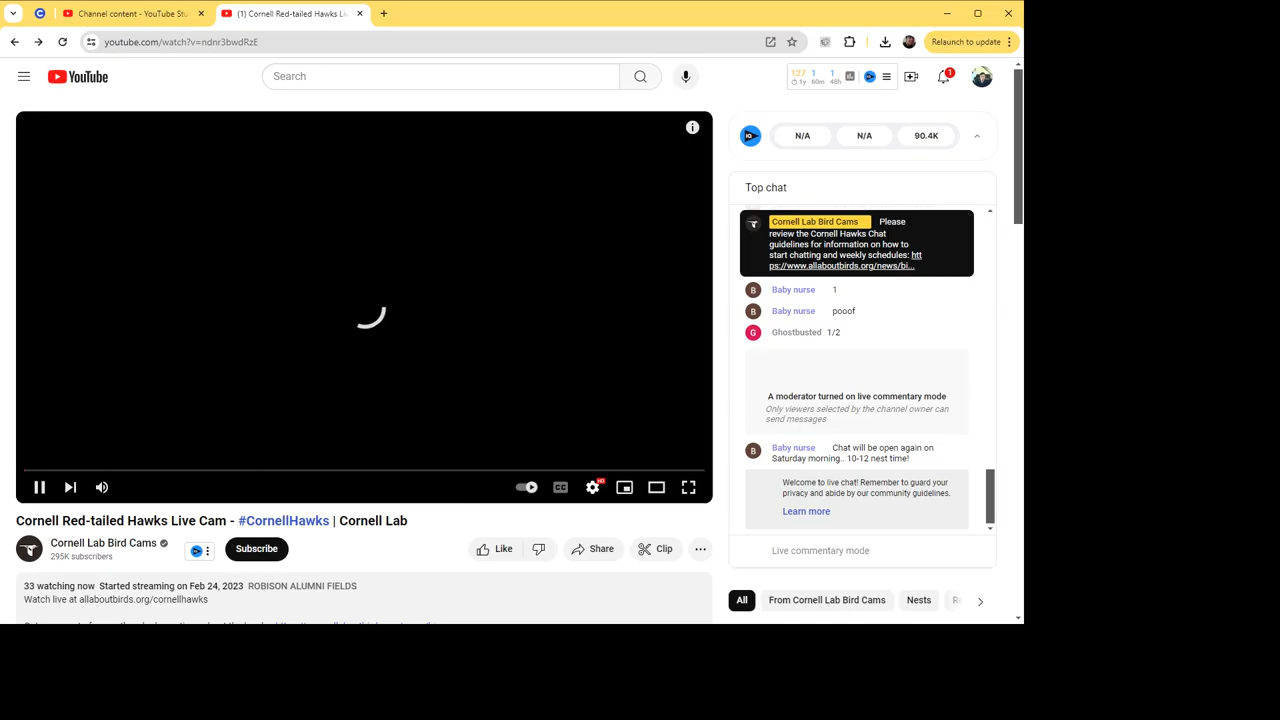 Channel content - YouTube Stu
(1) Cornell Red-tailed Hawks Li
youtube.com/watch?v=ndnr3bwdRzE
Relaunch to update
YouTube
Search
127 1 1
1y 60m 48h
1
IQ
N/A
N/A
90.4K
Top chat
Cornell Lab Bird Cams Please
review the Cornell Hawks Chat
guidelines for information on how to
start chatting and weekly schedules: htt
ps://www.allaboutbirds.org/news/bi...
B Baby nurse 1
B Baby nurse pooof
G Ghostbusted 1/2
A moderator turned on live commentary mode
Only viewers selected by the channel owner can
send messages
B Baby nurse Chat will be open again on
Saturday morning.. 10-12 nest time!
Welcome to live chat! Remember to guard your
privacy and abide by our community guidelines.
Learn more
Live commentary mode
CC
HD
Cornell Red-tailed Hawks Live Cam - #CornellHawks | Cornell Lab
Cornell Lab Bird Cams
295K subscribers
Subscribe
Like
Share
Clip
33 watching now Started streaming on Feb 24, 2023 ROBISON ALUMNI FIELDS
Watch live at allaboutbirds.org/cornellhawks
All
From Cornell Lab Bird Cams
Nests